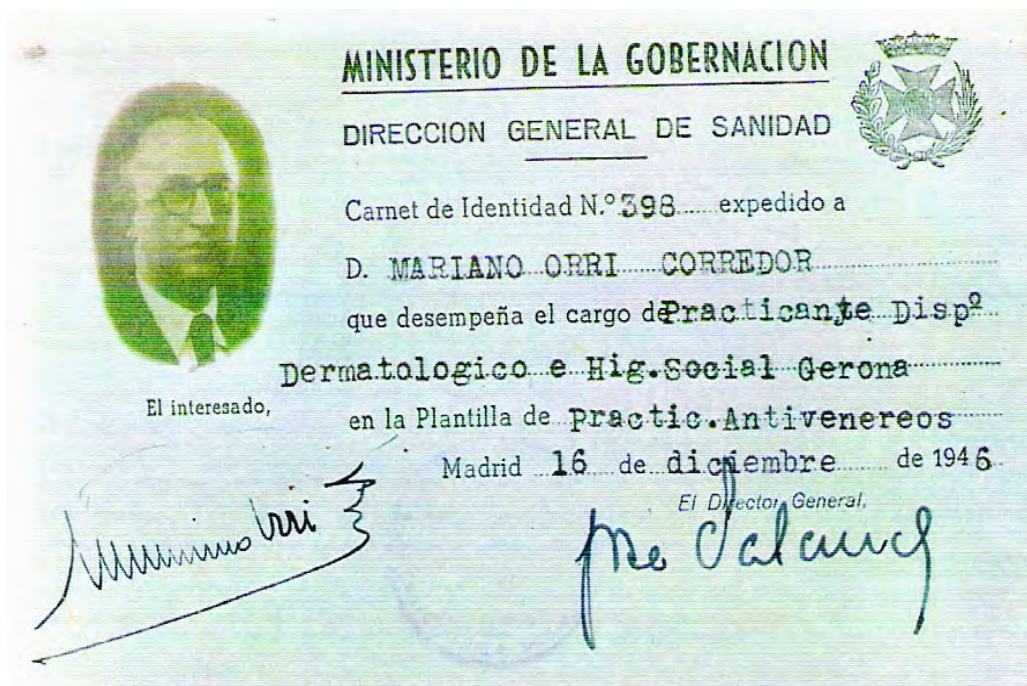 MINISTERIO DE LA GOBERNACION
DIRECCION GENERAL DE SANIDAD
Carnet de Identidad N.º 398 expedido a
D. MARIANO ORRI CORREDOR
que desempeña el cargo de Practicante Dispº
Dermatologico e Hig.Social Gerona
en la Plantilla de Practic.Antivenereos
Madrid 16 de diciembre de 1946
El interesado,
El Director General,
Orri
Palanca